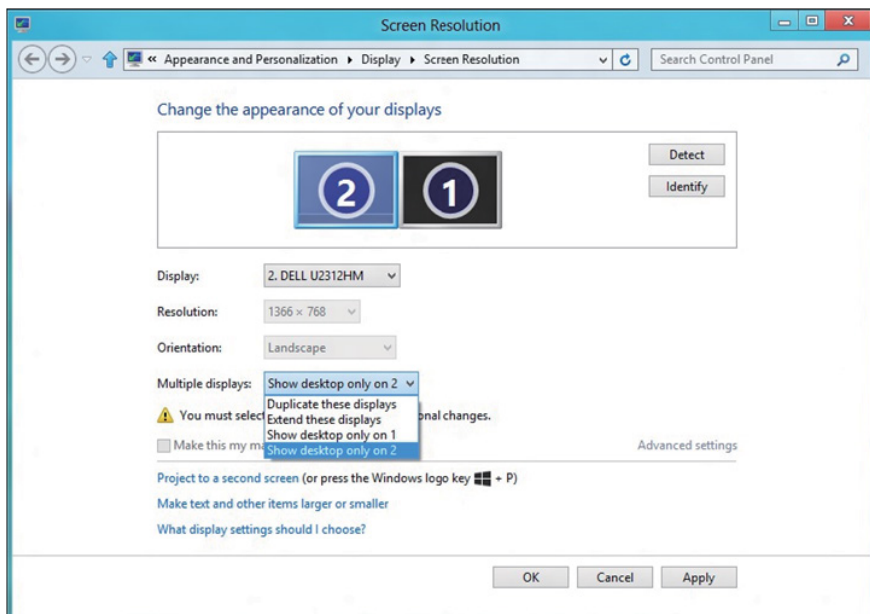 Screen Resolution
« Appearance and Personalization Display Screen Resolution
Search Control Panel
Change the appearance of your displays
2
1
Detect
Identify
Display: 2. DELL U2312HM
Resolution: 1366 × 768
Orientation: Landscape
Multiple displays: Show desktop only on 2
Duplicate these displays
Extend these displays
Show desktop only on 1
Show desktop only on 2
You must select onal changes.
Make this my Advanced settings
Project to a second screen (or press the Windows logo key + P)
Make text and other items larger or smaller
What display settings should I choose?
OK Cancel Apply